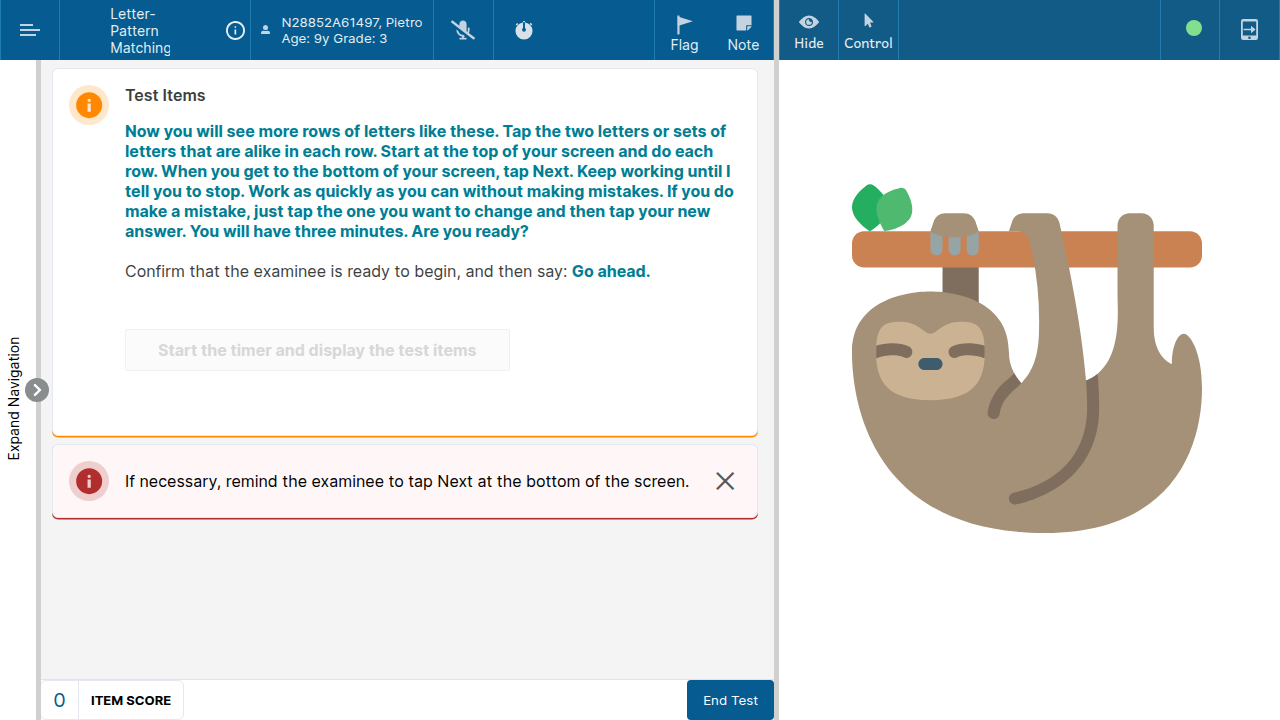 Letter-
Pattern
Matching
N28852A61497, Pietro
Age: 9y Grade: 3
Flag
Note
Hide
Control
Test Items
Now you will see more rows of letters like these. Tap the two letters or sets of
letters that are alike in each row. Start at the top of your screen and do each
row. When you get to the bottom of your screen, tap Next. Keep working until I
tell you to stop. Work as quickly as you can without making mistakes. If you do
make a mistake, just tap the one you want to change and then tap your new
answer. You will have three minutes. Are you ready?
Confirm that the examinee is ready to begin, and then say: Go ahead.
Start the timer and display the test items
Expand Navigation
If necessary, remind the examinee to tap Next at the bottom of the screen.
0
ITEM SCORE
End Test